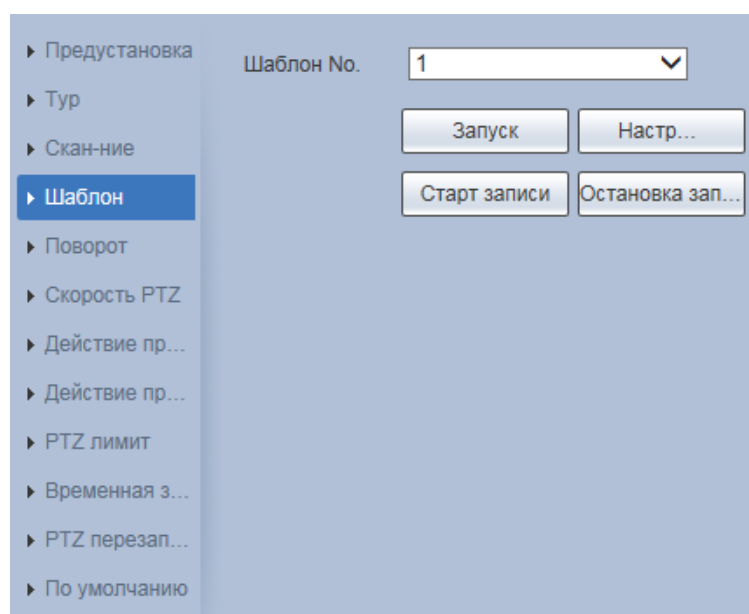 Предустановка
Тур
Скан-ние
Шаблон
Поворот
Скорость PTZ
Действие пр...
Действие пр...
PTZ лимит
Временная з...
PTZ перезап...
По умолчанию
Шаблон No. 1
Запуск Настр...
Старт записи Остановка зап...